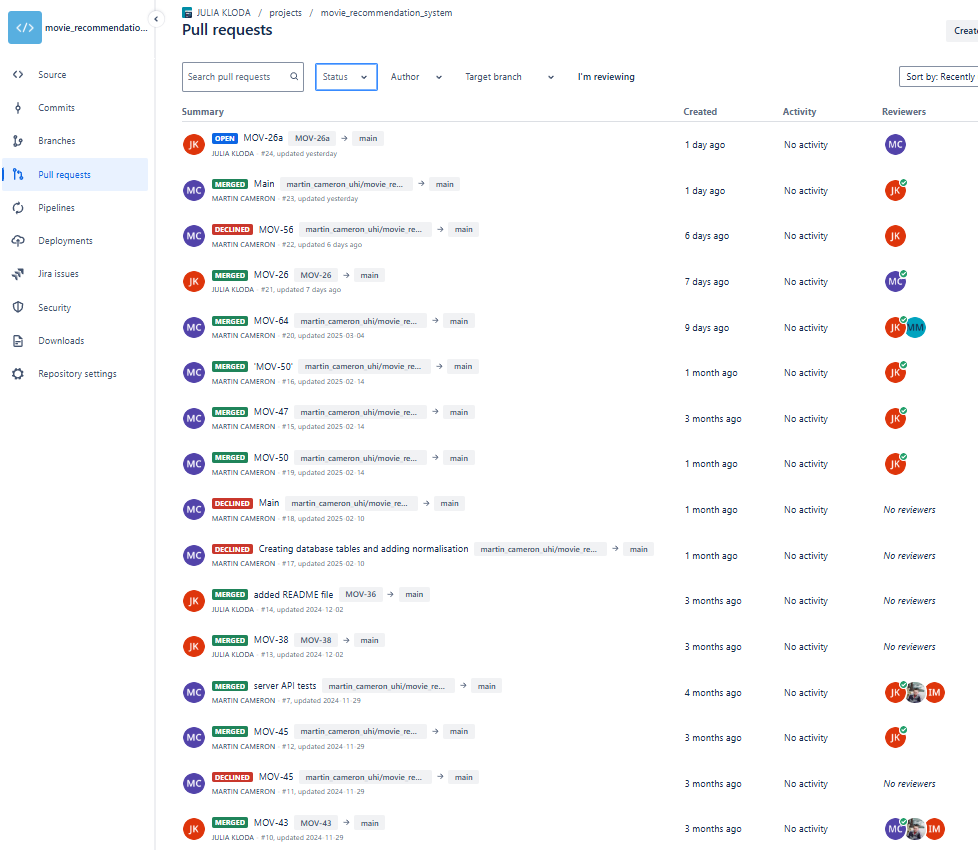 JULIA KLODA / projects / movie_recommendation_system
movie_recommendatio...
Pull requests
Create
Source
Commits
Branches
Pull requests
Pipelines
Deployments
Jira issues
Security
Downloads
Repository settings
Search pull requests Status Author Target branch I'm reviewing Sort by: Recently
Summary Created Activity Reviewers
JK OPEN MOV-26a MOV-26a → main 1 day ago No activity MC
JULIA KLODA · #24, updated yesterday
MC MERGED Main martin_cameron_uhi/movie_re... → main 1 day ago No activity JK
MARTIN CAMERON · #23, updated yesterday
MC DECLINED MOV-56 martin_cameron_uhi/movie_re... → main 6 days ago No activity JK
MARTIN CAMERON · #22, updated 6 days ago
JK MERGED MOV-26 MOV-26 → main 7 days ago No activity MC
JULIA KLODA · #21, updated 7 days ago
MC MERGED MOV-64 martin_cameron_uhi/movie_re... → main 9 days ago No activity JK MM
MARTIN CAMERON · #20, updated 2025-03-04
MC MERGED 'MOV-50' martin_cameron_uhi/movie_re... → main 1 month ago No activity JK
MARTIN CAMERON · #16, updated 2025-02-14
MC MERGED MOV-47 martin_cameron_uhi/movie_re... → main 3 months ago No activity JK
MARTIN CAMERON · #15, updated 2025-02-14
MC MERGED MOV-50 martin_cameron_uhi/movie_re... → main 1 month ago No activity JK
MARTIN CAMERON · #19, updated 2025-02-14
MC DECLINED Main martin_cameron_uhi/movie_re... → main 1 month ago No activity No reviewers
MARTIN CAMERON · #18, updated 2025-02-10
MC DECLINED Creating database tables and adding normalisation martin_cameron_uhi/movie_re... → main 1 month ago No activity No reviewers
MARTIN CAMERON · #17, updated 2025-02-10
JK MERGED added README file MOV-36 → main 3 months ago No activity No reviewers
JULIA KLODA · #14, updated 2024-12-02
JK MERGED MOV-38 MOV-38 → main 3 months ago No activity No reviewers
JULIA KLODA · #13, updated 2024-12-02
MC MERGED server API tests martin_cameron_uhi/movie_re... → main 4 months ago No activity JK IM
MARTIN CAMERON · #7, updated 2024-11-29
MC MERGED MOV-45 martin_cameron_uhi/movie_re... → main 3 months ago No activity JK
MARTIN CAMERON · #12, updated 2024-11-29
MC DECLINED MOV-45 martin_cameron_uhi/movie_re... → main 3 months ago No activity No reviewers
MARTIN CAMERON · #11, updated 2024-11-29
JK MERGED MOV-43 MOV-43 → main 3 months ago No activity MC IM
JULIA KLODA · #10, updated 2024-11-29